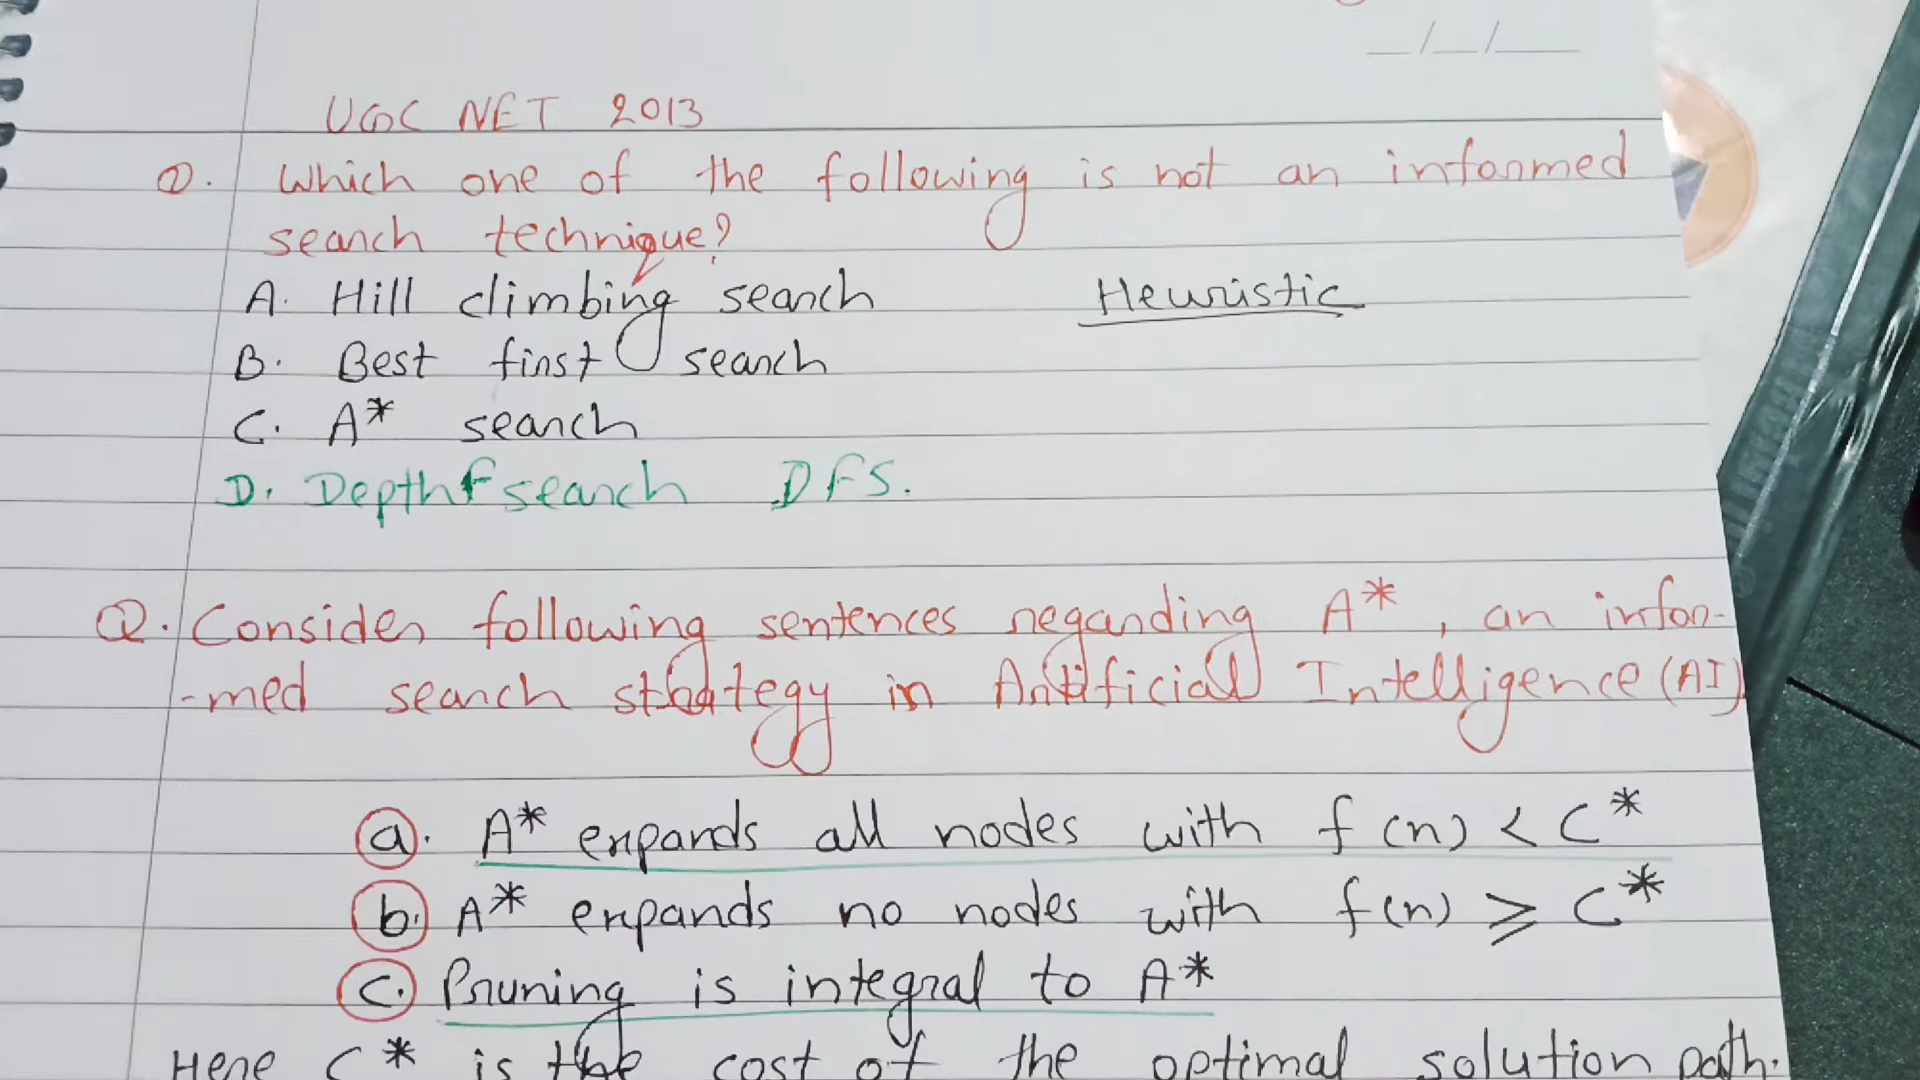 _/_/_
UGC NET 2013
Q. Which one of the following is not an informed
search technique?
A. Hill climbing search Heuristic
B. Best first search
C. A* search
D. Depth F search DFS.
Q. Consider following sentences regarding A*, an infor-
-med search strategy in Artificial Intelligence (AI)
a. A* expands all nodes with f(n) < C*
b. A* expands no nodes with f(n) ≥ C*
c. Pruning is integral to A*
Here C* is the cost of the optimal solution path.